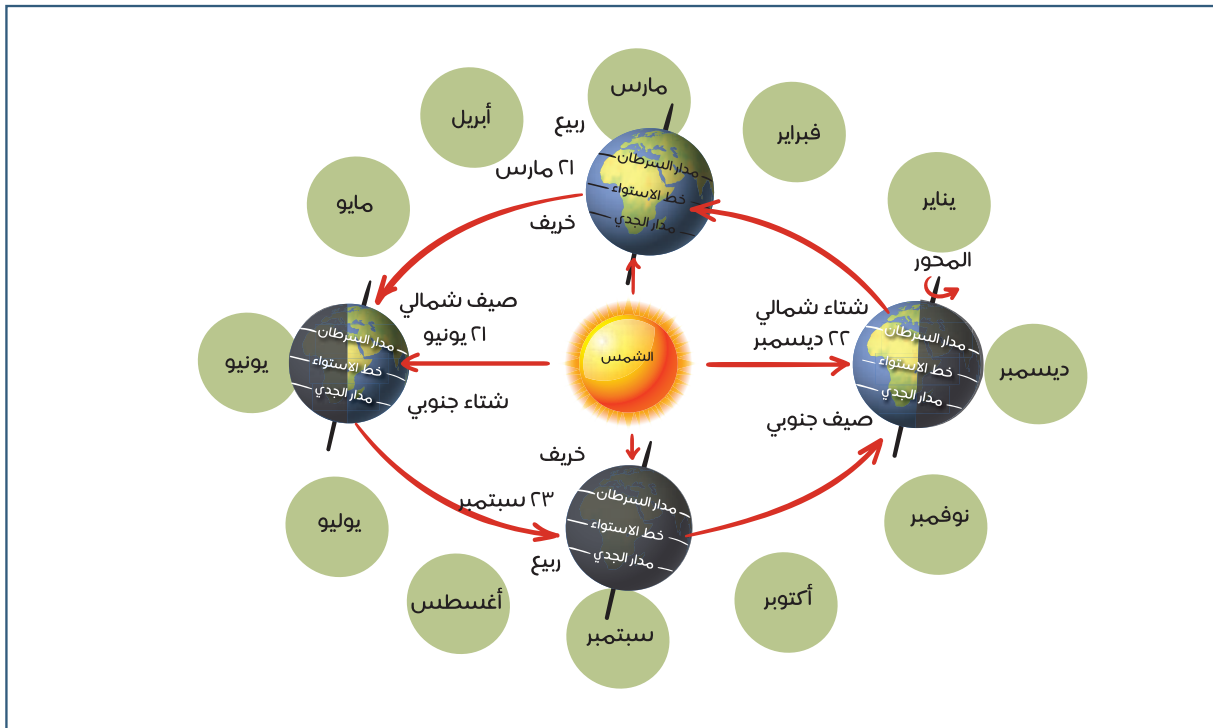 مارس
فبراير
أبريل
يناير
مايو
ربيع
٢١ مارس
خريف
مدار السرطان
خط الاستواء
مدار الجدي
المحور
شتاء شمالي
٢٢ ديسمبر
صيف جنوبي
مدار السرطان
خط الاستواء
مدار الجدي
ديسمبر
الشمس
صيف شمالي
٢١ يونيو
شتاء جنوبي
مدار السرطان
خط الاستواء
مدار الجدي
يونيو
خريف
٢٣ سبتمبر
ربيع
مدار السرطان
خط الاستواء
مدار الجدي
نوفمبر
يوليو
أكتوبر
أغسطس
سبتمبر